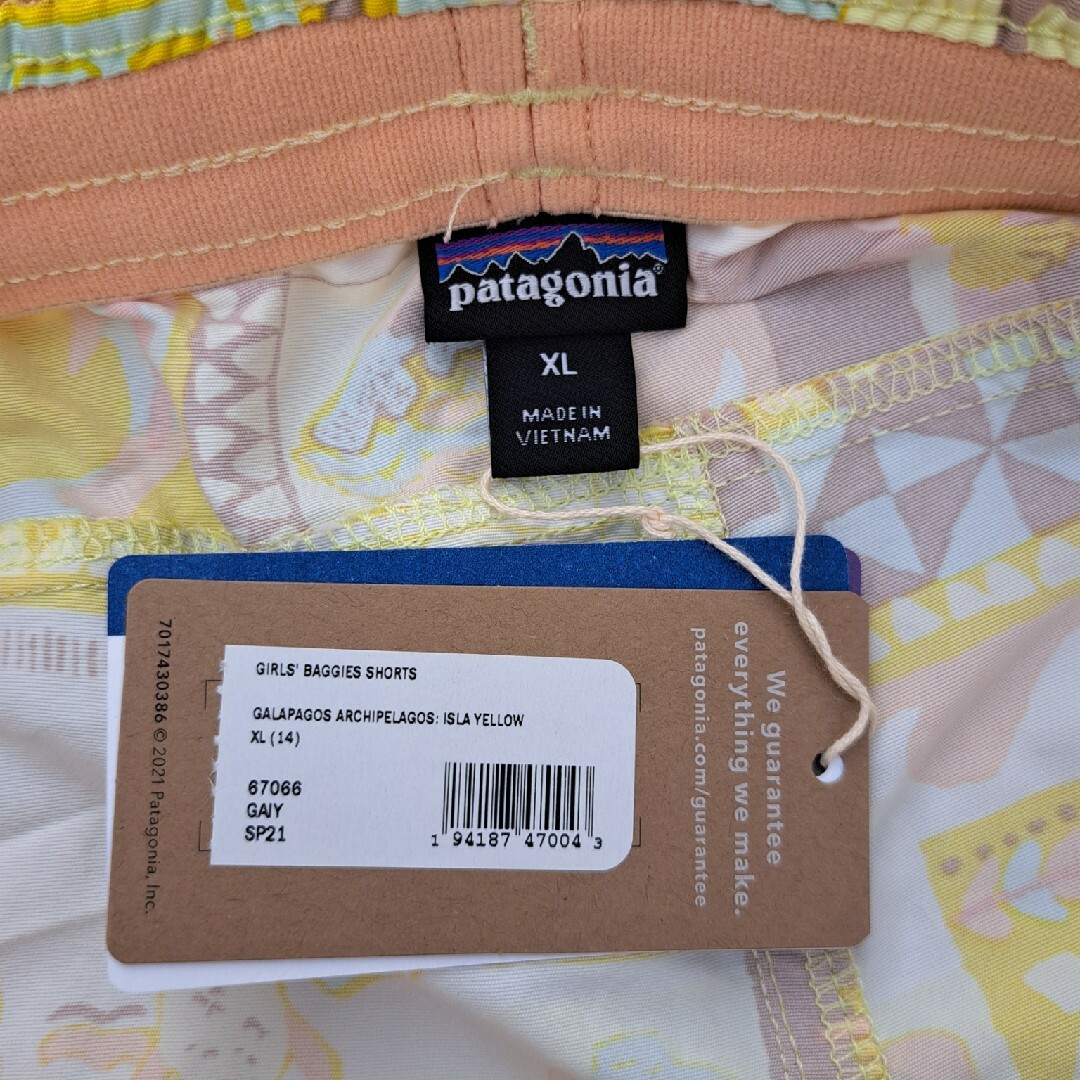 patagonia®
XL
MADE IN
VIETNAM
GIRLS' BAGGIES SHORTS
GALAPAGOS ARCHIPELAGOS: ISLA YELLOW
XL (14)
67066
GAIY
SP21
1 94187 47004 3
7017430386 © 2021 Patagonia, Inc.
We guarantee
everything we make.
patagonia.com/guarantee